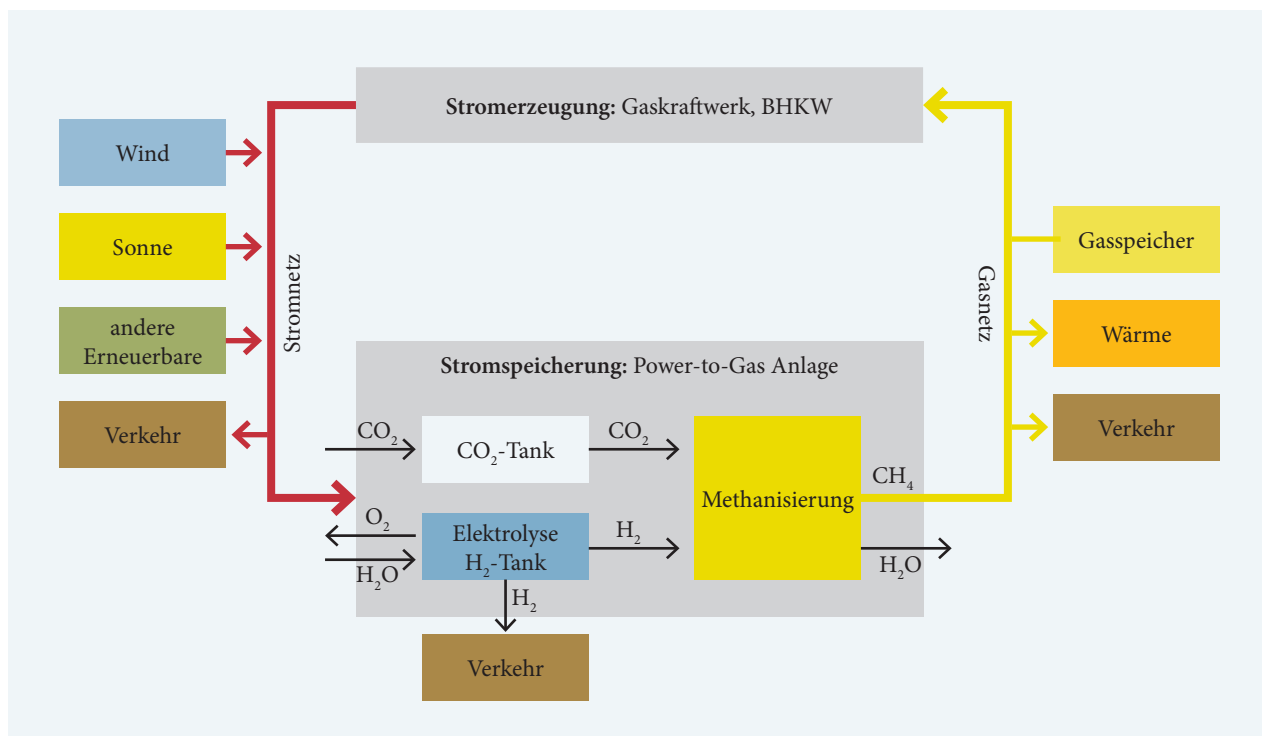 Stromerzeugung: Gaskraftwerk, BHKW
Wind
Sonne
andere
Erneuerbare
Verkehr
Stromnetz
Gasnetz
Gasspeicher
Wärme
Verkehr
Stromspeicherung: Power-to-Gas Anlage
CO₂
CO₂-Tank
CO₂
Methanisierung
CH₄
O₂
H₂O
Elektrolyse
H₂-Tank
H₂
H₂O
H₂
Verkehr